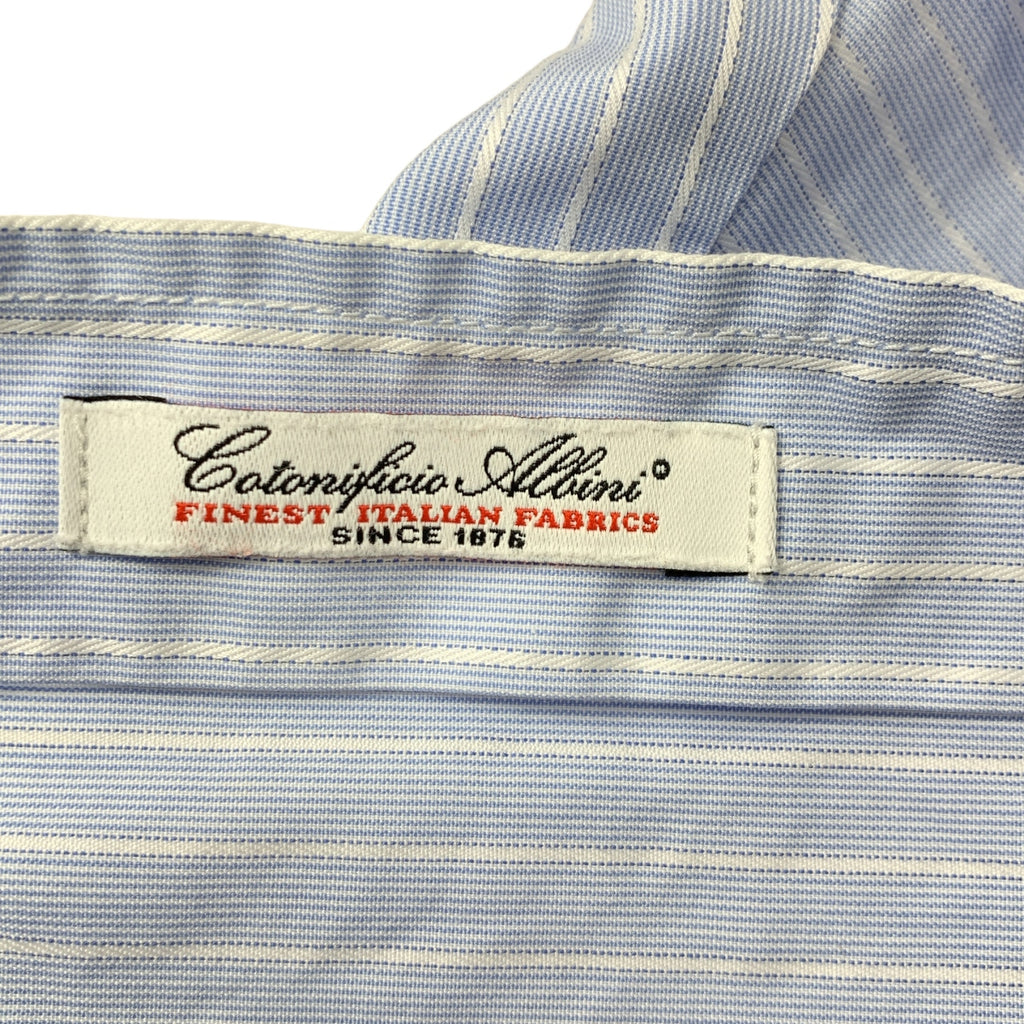 Cotonificio Albini®
FINEST ITALIAN FABRICS
SINCE 1876